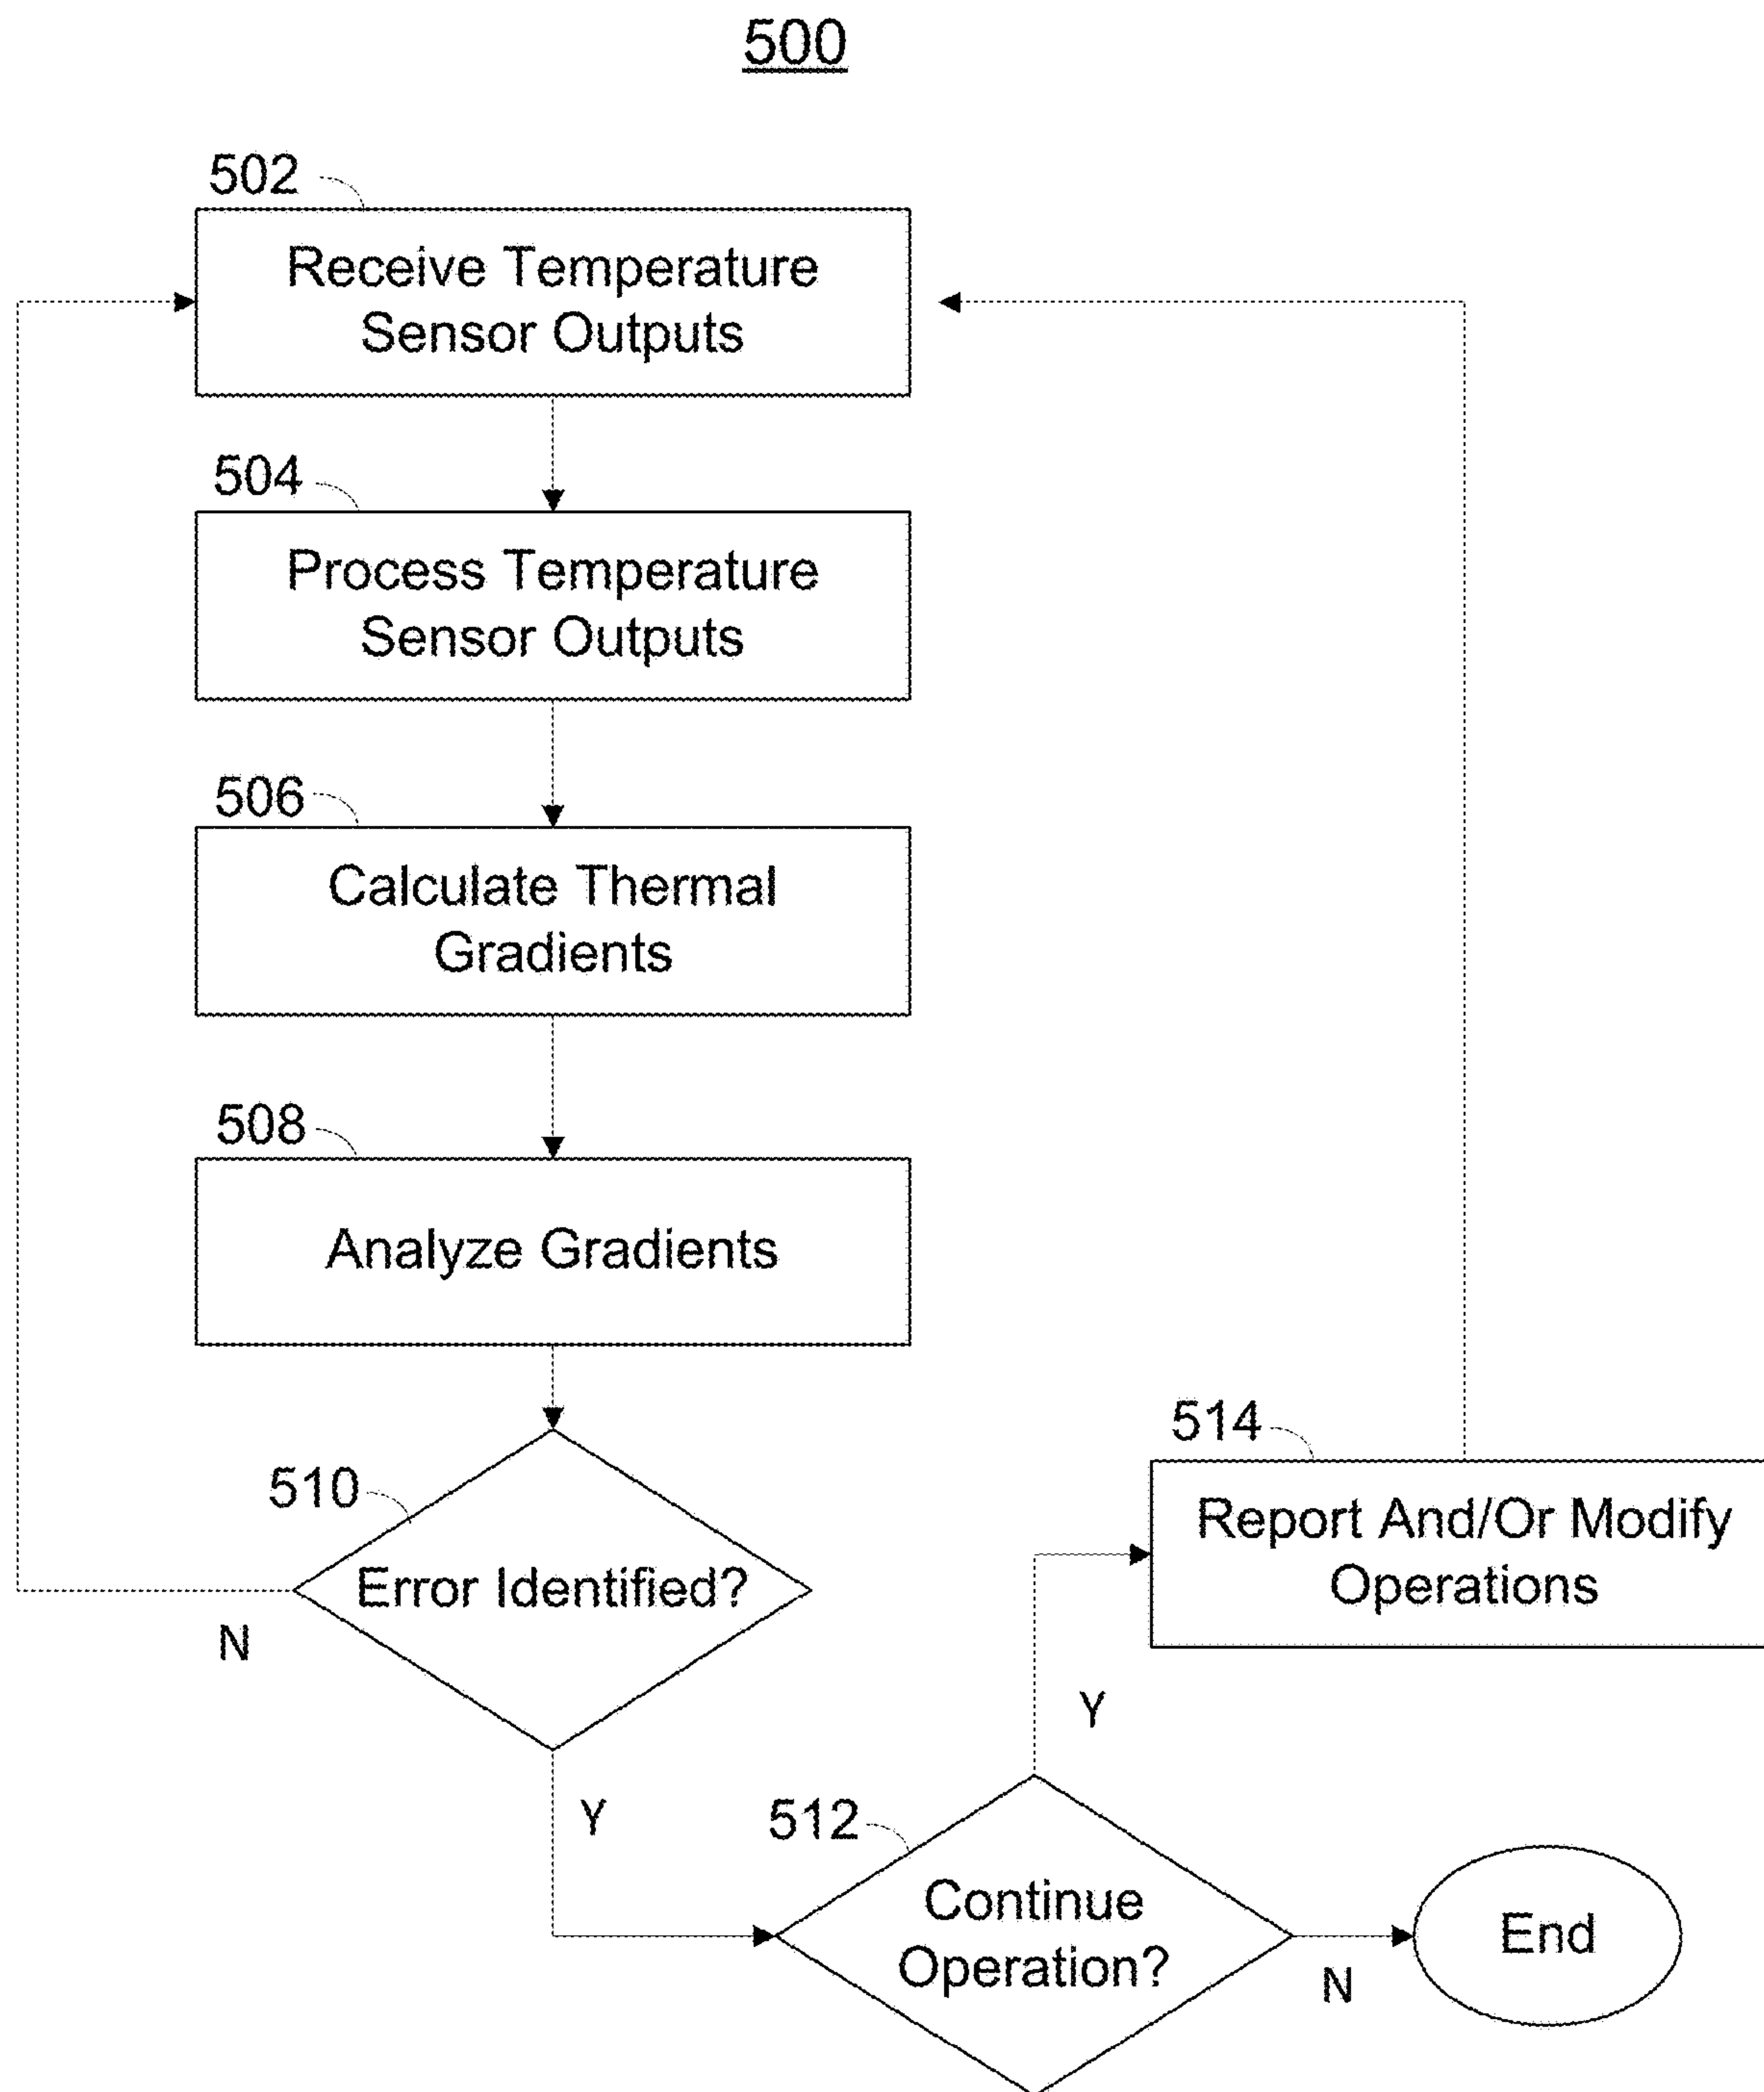 500
502
Receive Temperature
Sensor Outputs
504
Process Temperature
Sensor Outputs
506
Calculate Thermal
Gradients
508
Analyze Gradients
510
Error Identified?
N
Y
512
Continue
Operation?
Y
N
514
Report And/Or Modify
Operations
End